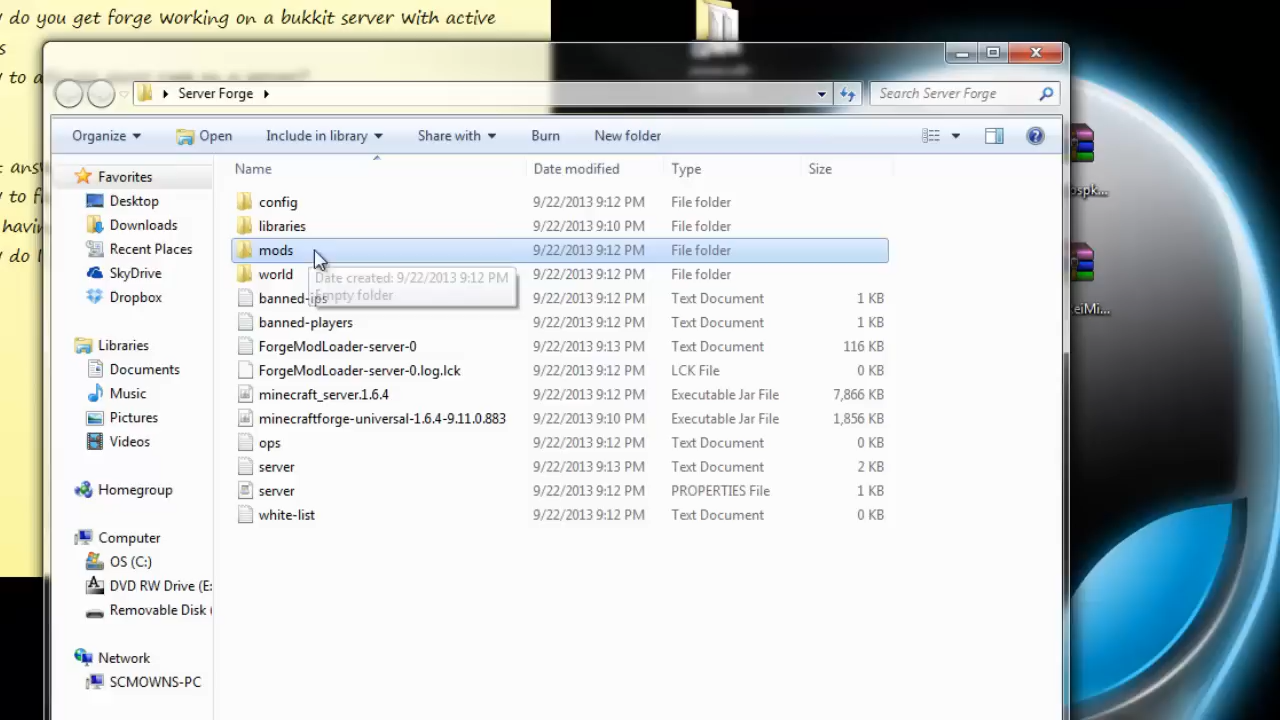 do you get forge working on a bukkit server with active
s
y to a
Server Forge
Search Server Forge
Organize
Open
Include in library
Share with
Burn
New folder
Name Date modified Type Size
Favorites
Desktop
Downloads
Recent Places
SkyDrive
Dropbox
Libraries
Documents
Music
Pictures
Videos
Homegroup
Computer
OS (C:)
DVD RW Drive (E:
Removable Disk (
Network
SCMOWNS-PC
config 9/22/2013 9:12 PM File folder
libraries 9/22/2013 9:10 PM File folder
mods 9/22/2013 9:12 PM File folder
world 9/22/2013 9:12 PM File folder
Date created: 9/22/2013 9:12 PM
Empty folder
banned-ips 9/22/2013 9:12 PM Text Document 1 KB
banned-players 9/22/2013 9:12 PM Text Document 1 KB
ForgeModLoader-server-0 9/22/2013 9:13 PM Text Document 116 KB
ForgeModLoader-server-0.log.lck 9/22/2013 9:12 PM LCK File 0 KB
minecraft_server.1.6.4 9/22/2013 9:12 PM Executable Jar File 7,866 KB
minecraftforge-universal-1.6.4-9.11.0.883 9/22/2013 9:10 PM Executable Jar File 1,856 KB
ops 9/22/2013 9:12 PM Text Document 0 KB
server 9/22/2013 9:13 PM Text Document 2 KB
server 9/22/2013 9:12 PM PROPERTIES File 1 KB
white-list 9/22/2013 9:12 PM Text Document 0 KB
t ans
y to f
havin
do I
ospk...
eiMi...